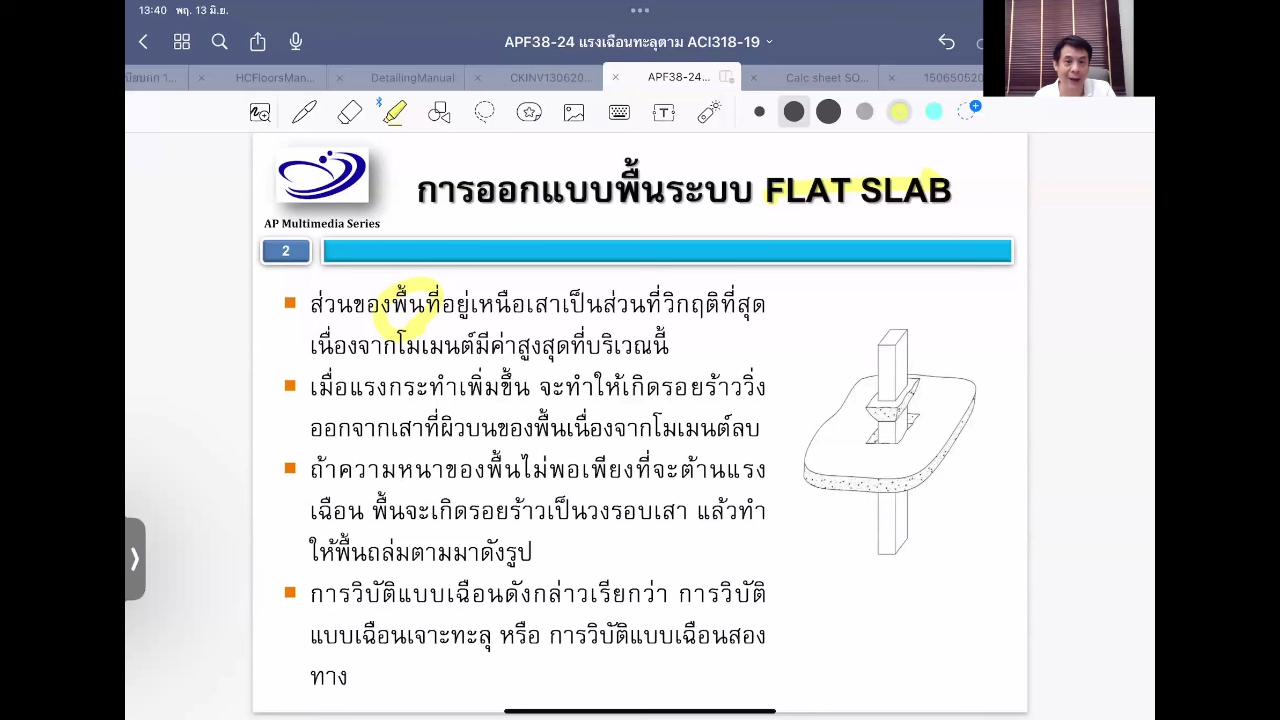 13:40 พฤ. 13 มิ.ย.
APF38-24 แรงเฉือนทะลุตาม ACI318-19
HCFloorsMan...
CKINV130620...
APF38-24...
Calc sheet SO...
150650520
การออกแบบพื้นระบบ FLAT SLAB
AP Multimedia Series
2
ส่วนของพื้นที่อยู่เหนือเสาเป็นส่วนที่วิกฤติที่สุด
เนื่องจากโมเมนต์มีค่าสูงสุดที่บริเวณนี้
เมื่อแรงกระทำเพิ่มขึ้น จะทำให้เกิดรอยร้าววิ่ง
ออกจากเสาที่ผิวบนของพื้นเนื่องจากโมเมนต์ลบ
ถ้าความหนาของพื้นไม่พอเพียงที่จะต้านแรง
เฉือน พื้นจะเกิดรอยร้าวเป็นวงรอบเสา แล้วทำ
ให้พื้นถล่มตามมาดังรูป
การวิบัติแบบเฉือนดังกล่าวเรียกว่า การวิบัติ
แบบเฉือนเจาะทะลุ หรือ การวิบัติแบบเฉือนสอง
ทาง